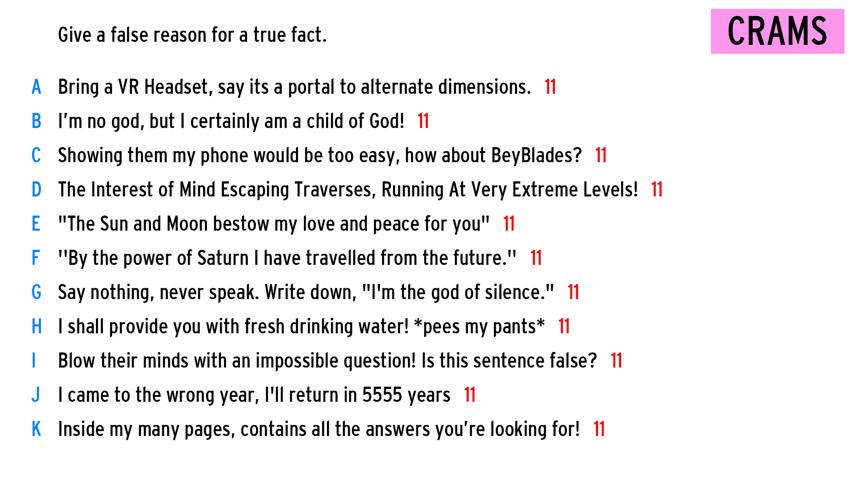 Give a false reason for a true fact.
CRAMS
A Bring a VR Headset, say its a portal to alternate dimensions. 11
B I'm no god, but I certainly am a child of God! 11
C Showing them my phone would be too easy, how about BeyBlades? 11
D The Interest of Mind Escaping Traverses, Running At Very Extreme Levels! 11
E "The Sun and Moon bestow my love and peace for you" 11
F ''By the power of Saturn I have travelled from the future.'' 11
G Say nothing, never speak. Write down, "I'm the god of silence." 11
H I shall provide you with fresh drinking water! *pees my pants* 11
I Blow their minds with an impossible question! Is this sentence false? 11
J I came to the wrong year, I'll return in 5555 years 11
K Inside my many pages, contains all the answers you're looking for! 11